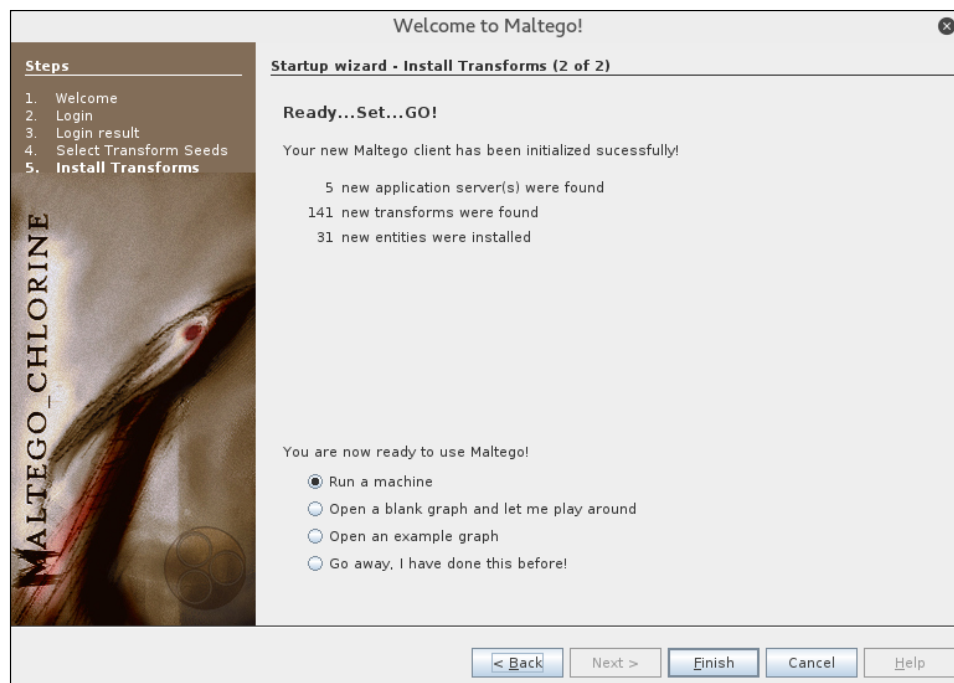 Welcome to Maltego!
Steps
1. Welcome
2. Login
3. Login result
4. Select Transform Seeds
5. Install Transforms
MALTEGO_CHLORINE
Startup wizard - Install Transforms (2 of 2)
Ready...Set...GO!
Your new Maltego client has been initialized sucessfully!
5 new application server(s) were found
141 new transforms were found
31 new entities were installed
You are now ready to use Maltego!
Run a machine
Open a blank graph and let me play around
Open an example graph
Go away, I have done this before!
< Back Next > Finish Cancel Help